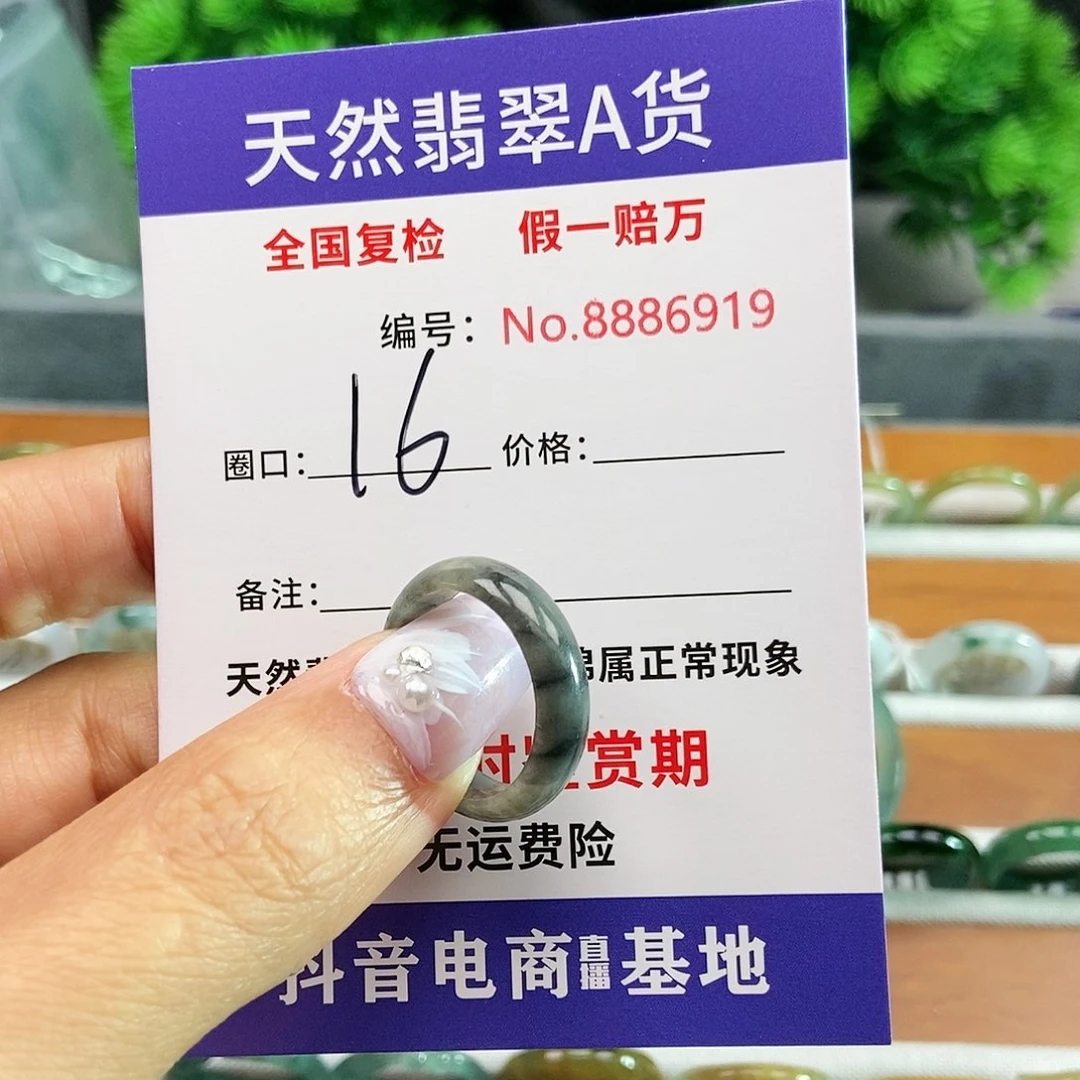 天然翡翠A货
全国复检 假一赔万
编号：No.8886919
圈口：16 价格：
备注：
天然 属正常现象
赏期
无运费险
抖音电商直播基地